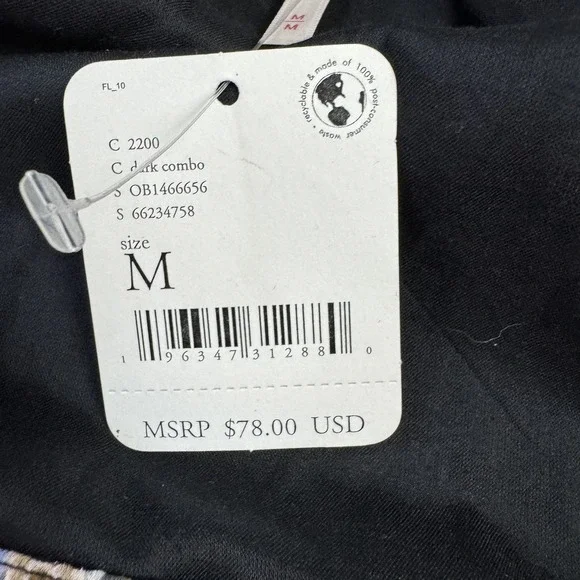 M
M
recyclable & made of 100% post-consumer waste •
FL_10
C 2200
C dark combo
S OB1466656
S 66234758
size
M
1 96347 31288 0
MSRP $78.00 USD